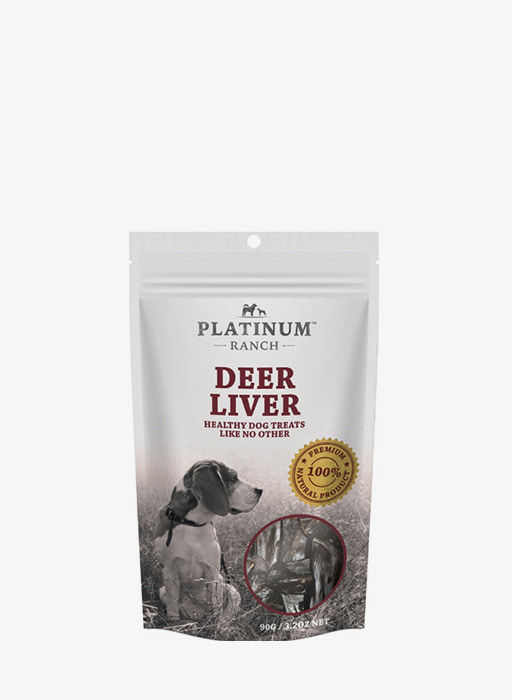 PLATINUM™
RANCH
DEER
LIVER
HEALTHY DOG TREATS
LIKE NO OTHER
PREMIUM
100%
NATURAL PRODUCT
90G / 3.2OZ NET